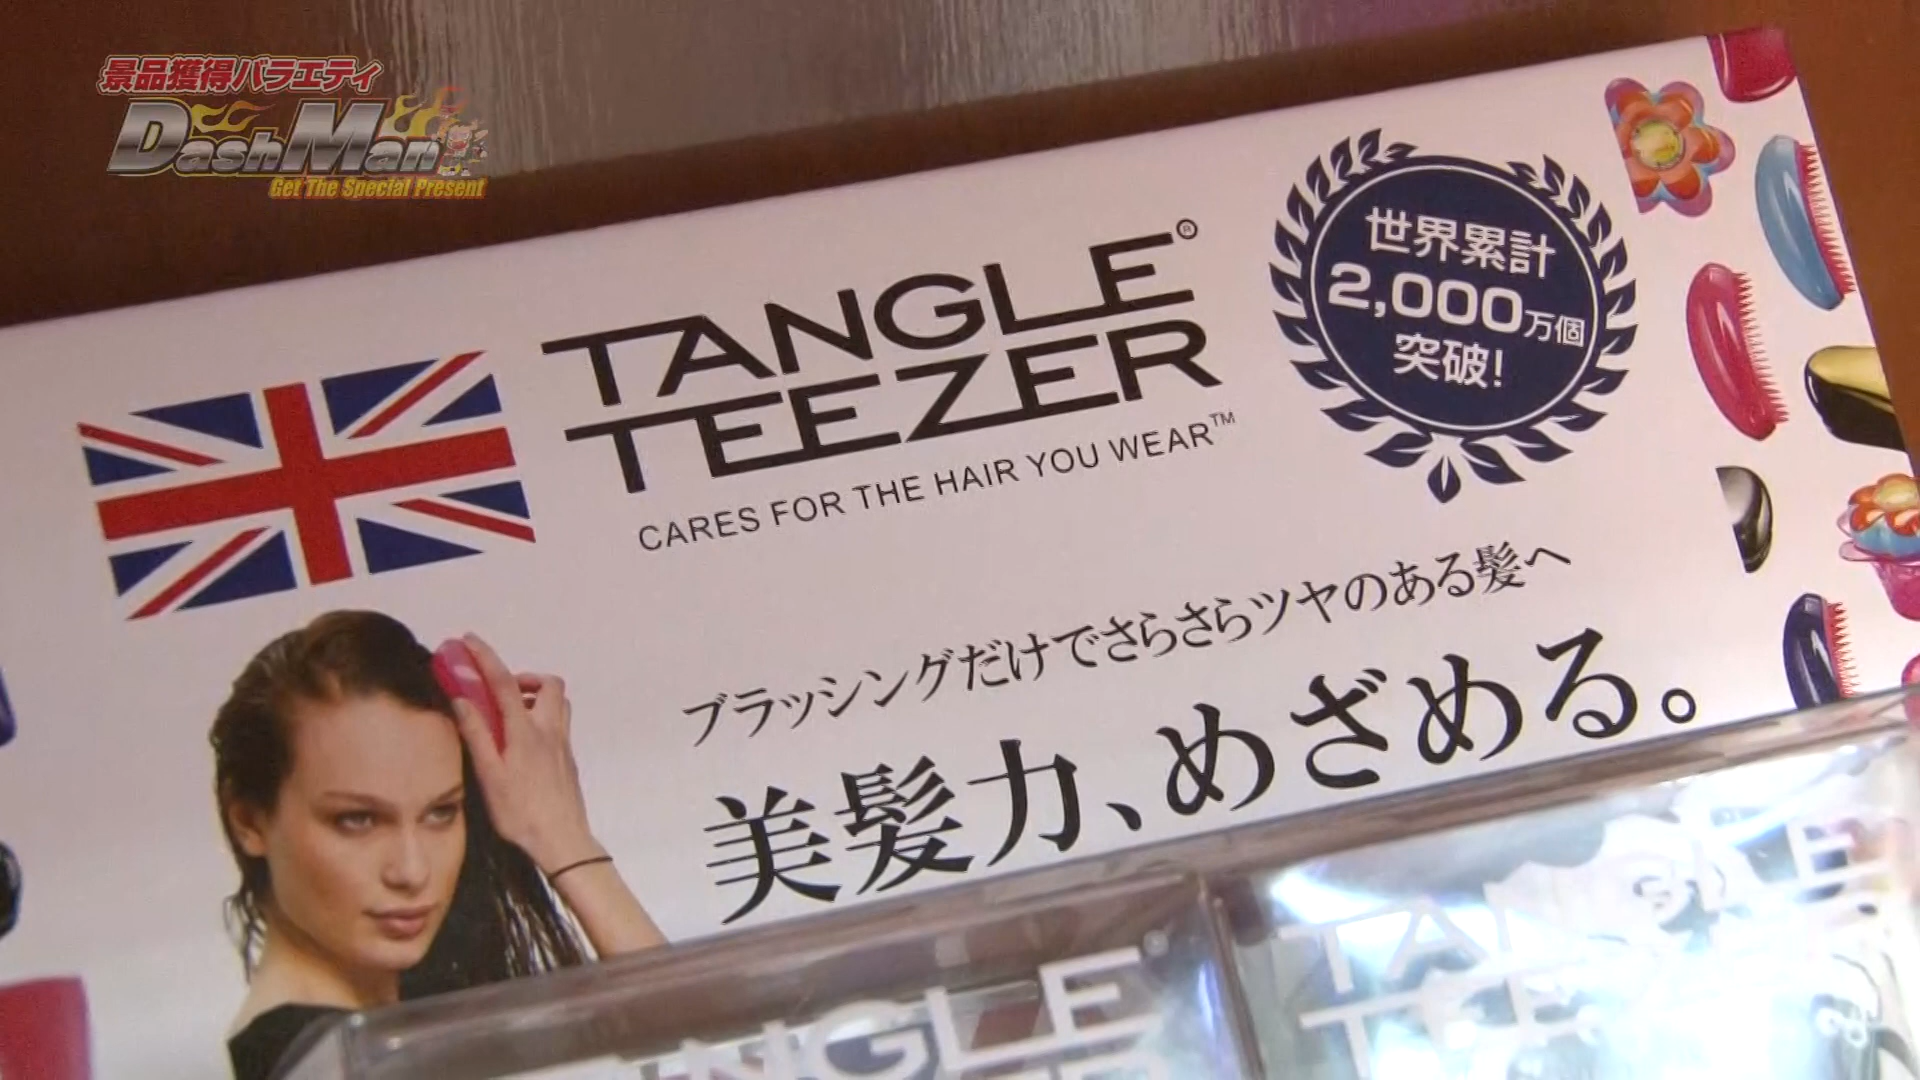 景品獲得バラエティ
DashMan
Get The Special Present
TANGLE®
TEEZER
CARES FOR THE HAIR YOU WEAR™
世界累計
2,000万個
突破!
ブラッシングだけでさらさらツヤのある髪へ
美髪力、めざめる。
TANGLE
TEEZER